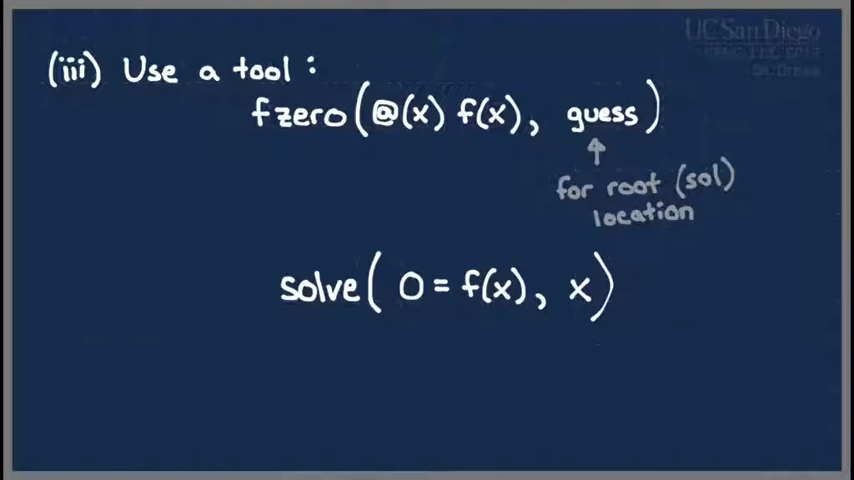 UC San Diego
(iii) Use a tool :
fzero(@(x) f(x), guess)
for root (sol)
location
solve( 0 = f(x), x)